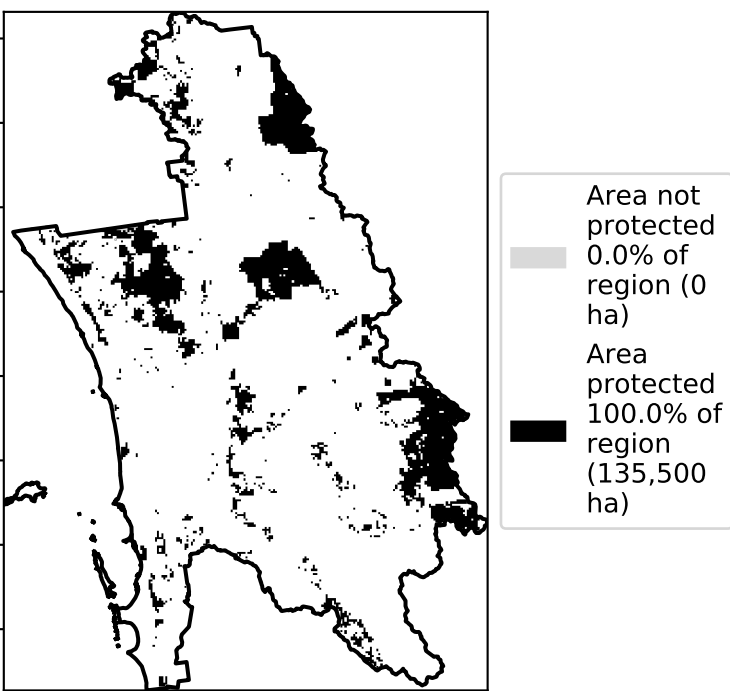 Area not
protected
0.0% of
region (0
ha)
Area
protected
100.0% of
region
(135,500
ha)